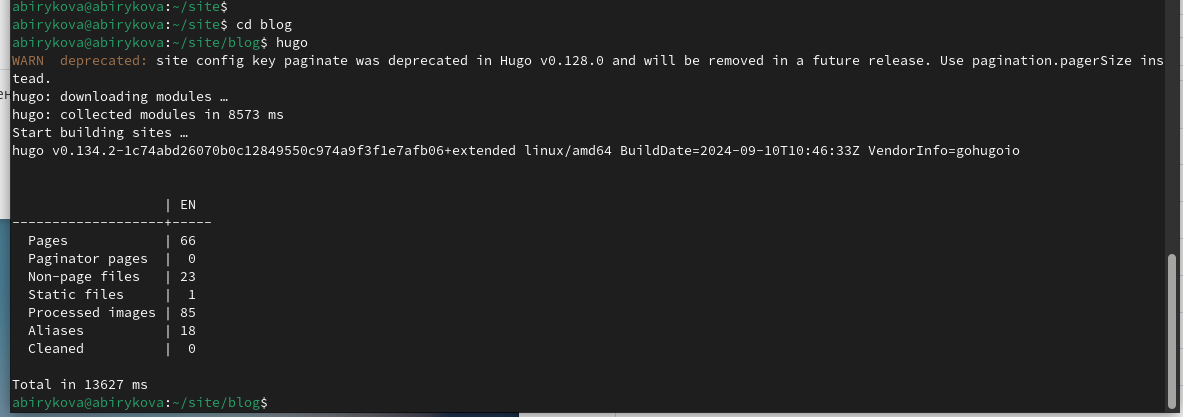 abirykova@abirykova:~/site$
abirykova@abirykova:~/site$ cd blog
abirykova@abirykova:~/site/blog$ hugo
WARN  deprecated: site config key paginate was deprecated in Hugo v0.128.0 and will be removed in a future release. Use pagination.pagerSize ins
tead.
hugo: downloading modules …
hugo: collected modules in 8573 ms
Start building sites …
hugo v0.134.2-1c74abd26070b0c12849550c974a9f3f1e7afb06+extended linux/amd64 BuildDate=2024-09-10T10:46:33Z VendorInfo=gohugoio
                   | EN
-------------------+-----
  Pages            | 66
  Paginator pages  |  0
  Non-page files   | 23
  Static files     |  1
  Processed images | 85
  Aliases          | 18
  Cleaned          |  0
Total in 13627 ms
abirykova@abirykova:~/site/blog$